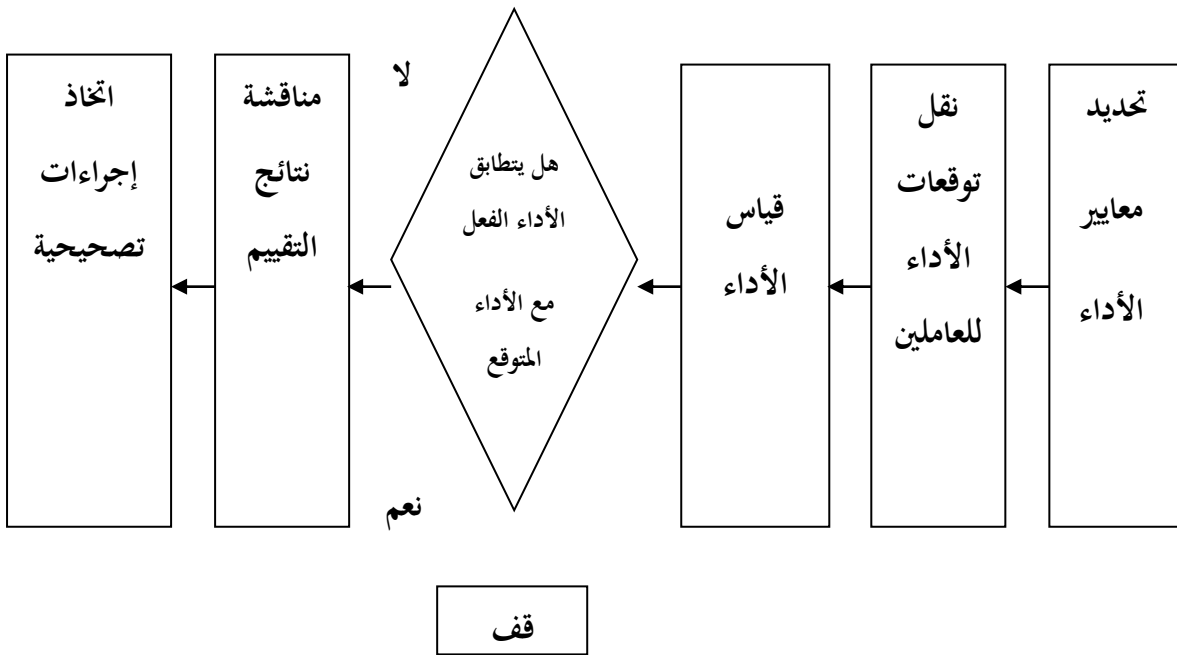 تحديد
معايير
الأداء
نقل
توقعات
الأداء
للعاملين
قياس
الأداء
هل يتطابق
الأداء الفعل
مع الأداء
المتوقع
لا
نعم
مناقشة
نتائج
التقييم
اتخاذ
إجراءات
تصحيحية
قف